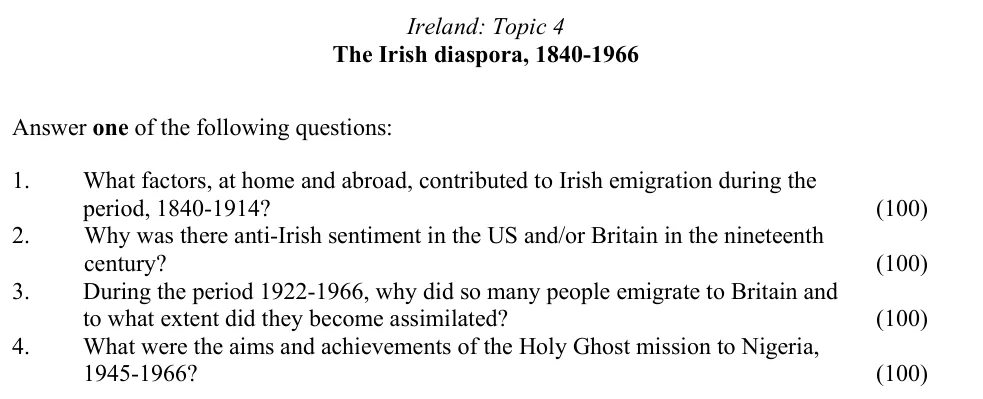 Ireland: Topic 4
The Irish diaspora, 1840-1966
Answer one of the following questions:
1. What factors, at home and abroad, contributed to Irish emigration during the
period, 1840-1914? (100)
2. Why was there anti-Irish sentiment in the US and/or Britain in the nineteenth
century? (100)
3. During the period 1922-1966, why did so many people emigrate to Britain and
to what extent did they become assimilated? (100)
4. What were the aims and achievements of the Holy Ghost mission to Nigeria,
1945-1966? (100)